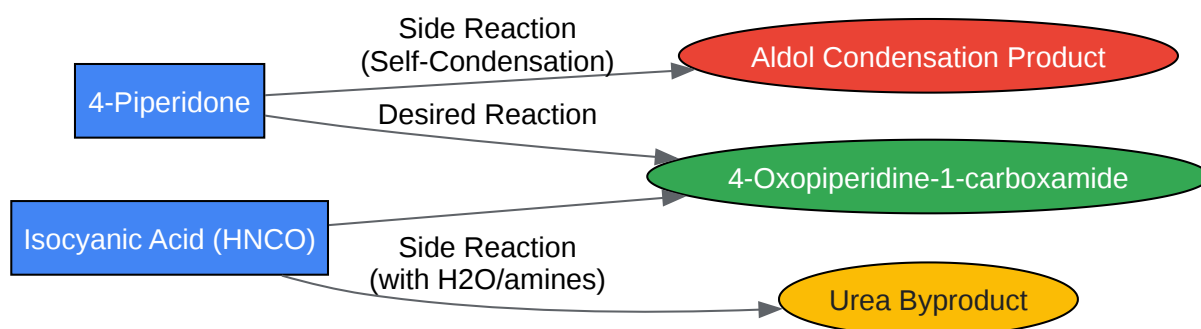 Side Reaction
(Self-Condensation)
Aldol Condensation Product
4-Piperidone
Desired Reaction
4-Oxopiperidine-1-carboxamide
Isocyanic Acid (HNCO)
Side Reaction
(with H2O/amines)
Urea Byproduct